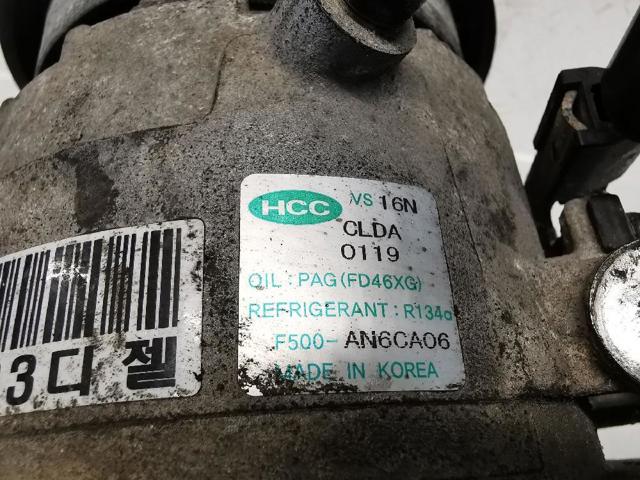 HCC VS 16N
CLDA
0119
OIL : PAG(FD46XG)
REFRIGERANT : R134a
F500- AN6CA06
MADE IN KOREA
3디젤